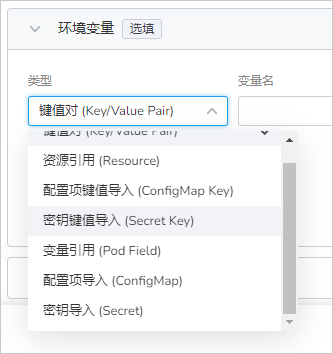 环境变量 选填
类型 变量名
键值对 (Key/Value Pair)
键值对 (Key/Value Pair)
资源引用 (Resource)
配置项键值导入 (ConfigMap Key)
密钥键值导入 (Secret Key)
变量引用 (Pod Field)
配置项导入 (ConfigMap)
密钥导入 (Secret)